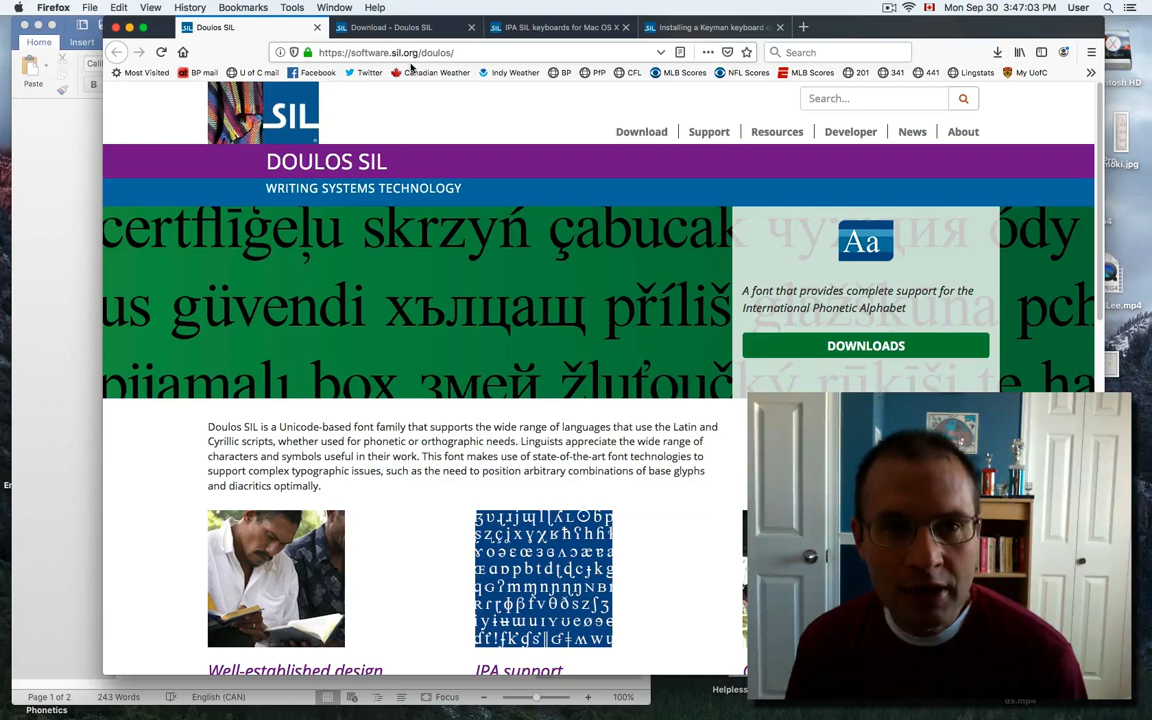 Firefox File Edit View History Bookmarks Tools Window Help
Mon Sep 30 3:47:03 PM User
Doulos SIL
Download - Doulos SIL
IPA SIL keyboards for Mac OS X
Installing a Keyman keyboard o
Home Insert
https://software.sil.org/doulos/
Search
Paste
Most Visited BP mail U of C mail Facebook Twitter Canadian Weather Indy Weather BP PfP CFL MLB Scores NFL Scores MLB Scores 201 341 441 Lingstats My UofC
SIL
Search...
Download Support Resources Developer News About
DOULOS SIL
WRITING SYSTEMS TECHNOLOGY
Aa
A font that provides complete support for the
International Phonetic Alphabet
DOWNLOADS
Doulos SIL is a Unicode-based font family that supports the wide range of languages that use the Latin and
Cyrillic scripts, whether used for phonetic or orthographic needs. Linguists appreciate the wide range of
characters and symbols useful in their work. This font makes use of state-of-the-art font technologies to
support complex typographic issues, such as the need to position arbitrary combinations of base glyphs
and diacritics optimally.
Well-established design
IPA support
Page 1 of 2 243 Words English (CAN) Focus 100%
Phonetics